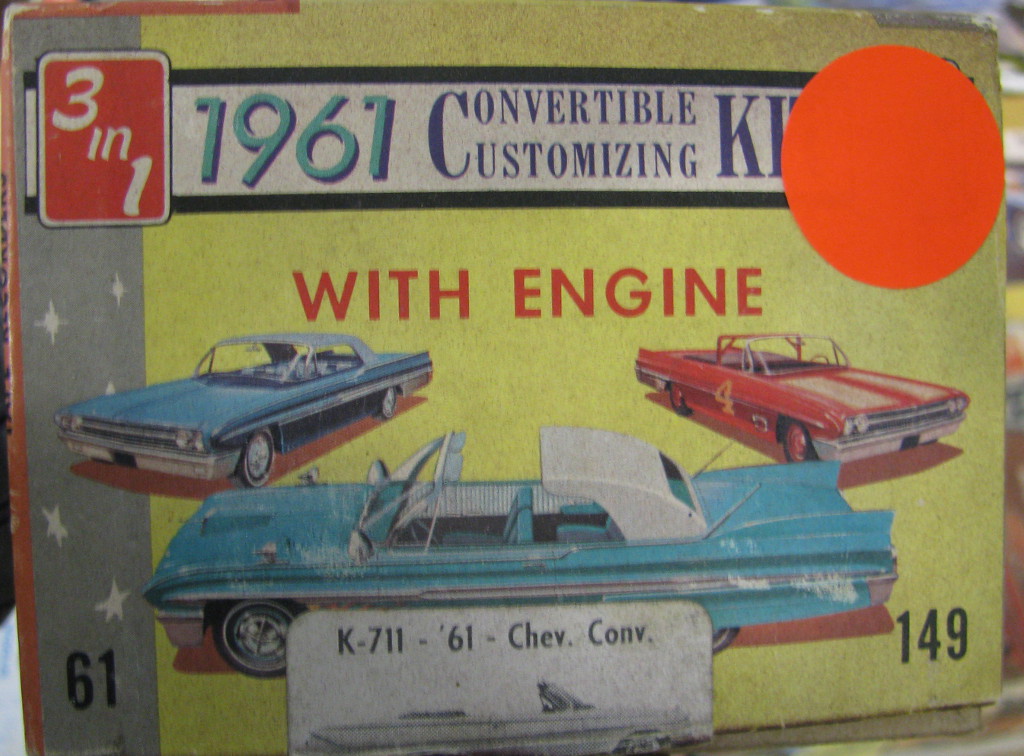 3 in 1
1961 CONVERTIBLE CUSTOMIZING
WITH ENGINE
4
K-711 - '61 - Chev. Conv.
61
149